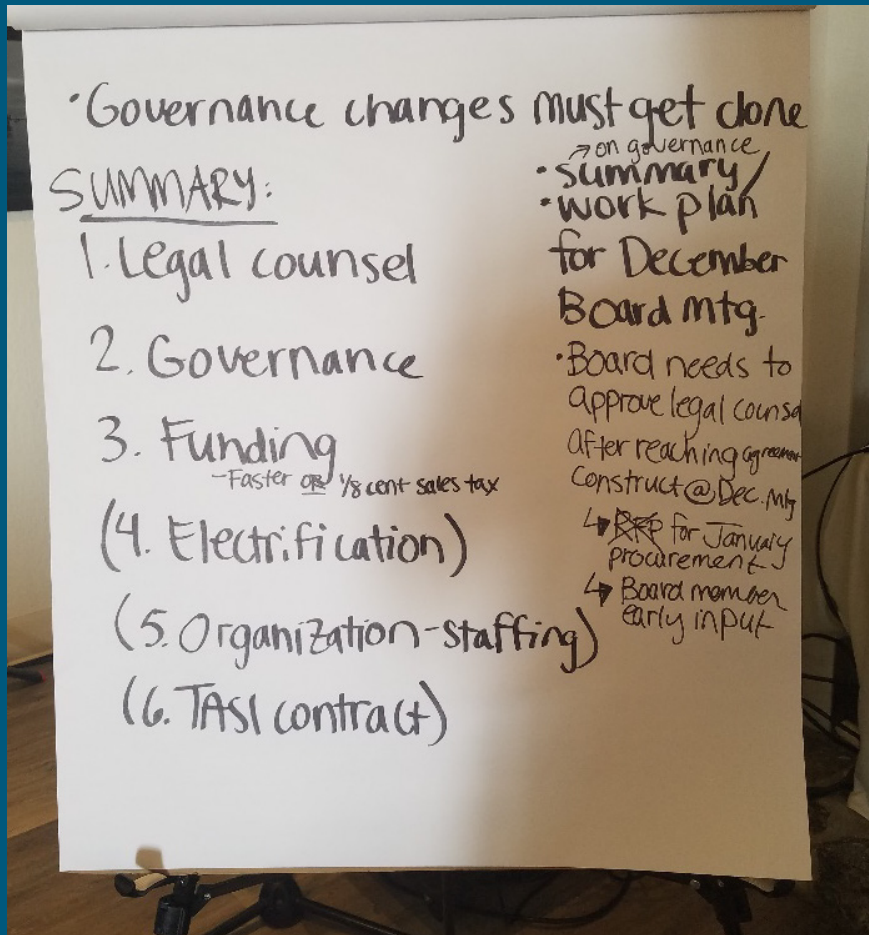 ·Governance changes must get done
SUMMARY:
1. Legal counsel
2. Governance
3. Funding
-Faster OR 1/8 cent sales tax
(4. Electrification)
(5. Organization-staffing)
(6. TASI contract)
↗ on governance
·summary/
·work plan
for December
Board mtg.
·Board needs to
approve legal counsel
after reaching agreement
construct @ Dec. Mtg
↳ RFP for January
procurement
↳ Board member
early input